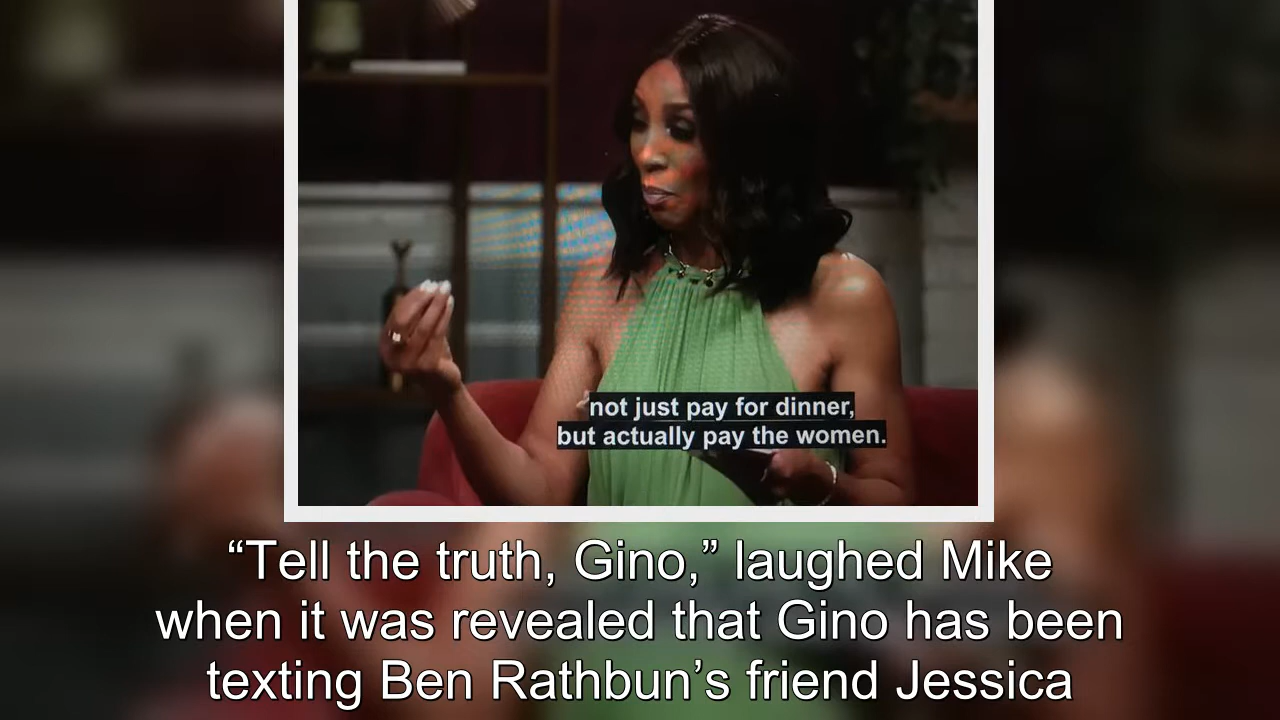 not just pay for dinner,
but actually pay the women.
“Tell the truth, Gino,” laughed Mike
when it was revealed that Gino has been
texting Ben Rathbun’s friend Jessica